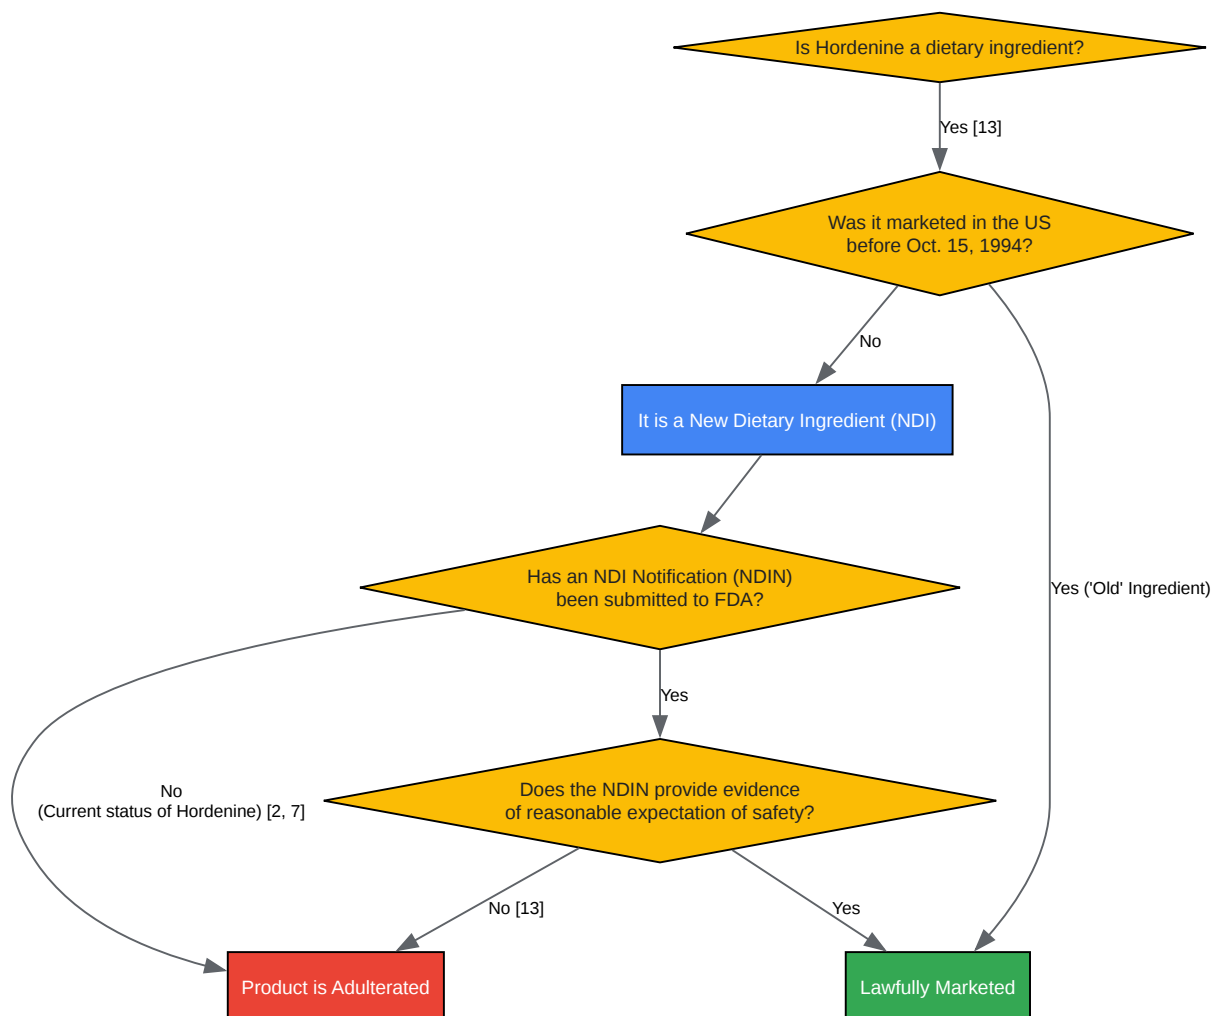 Is Hordenine a dietary ingredient?
Yes [13]
Was it marketed in the US
before Oct. 15, 1994?
No
It is a New Dietary Ingredient (NDI)
Has an NDI Notification (NDIN)
been submitted to FDA?
Yes ('Old' Ingredient)
Yes
No
(Current status of Hordenine) [2, 7]
Does the NDIN provide evidence
of reasonable expectation of safety?
No [13]
Yes
Product is Adulterated
Lawfully Marketed